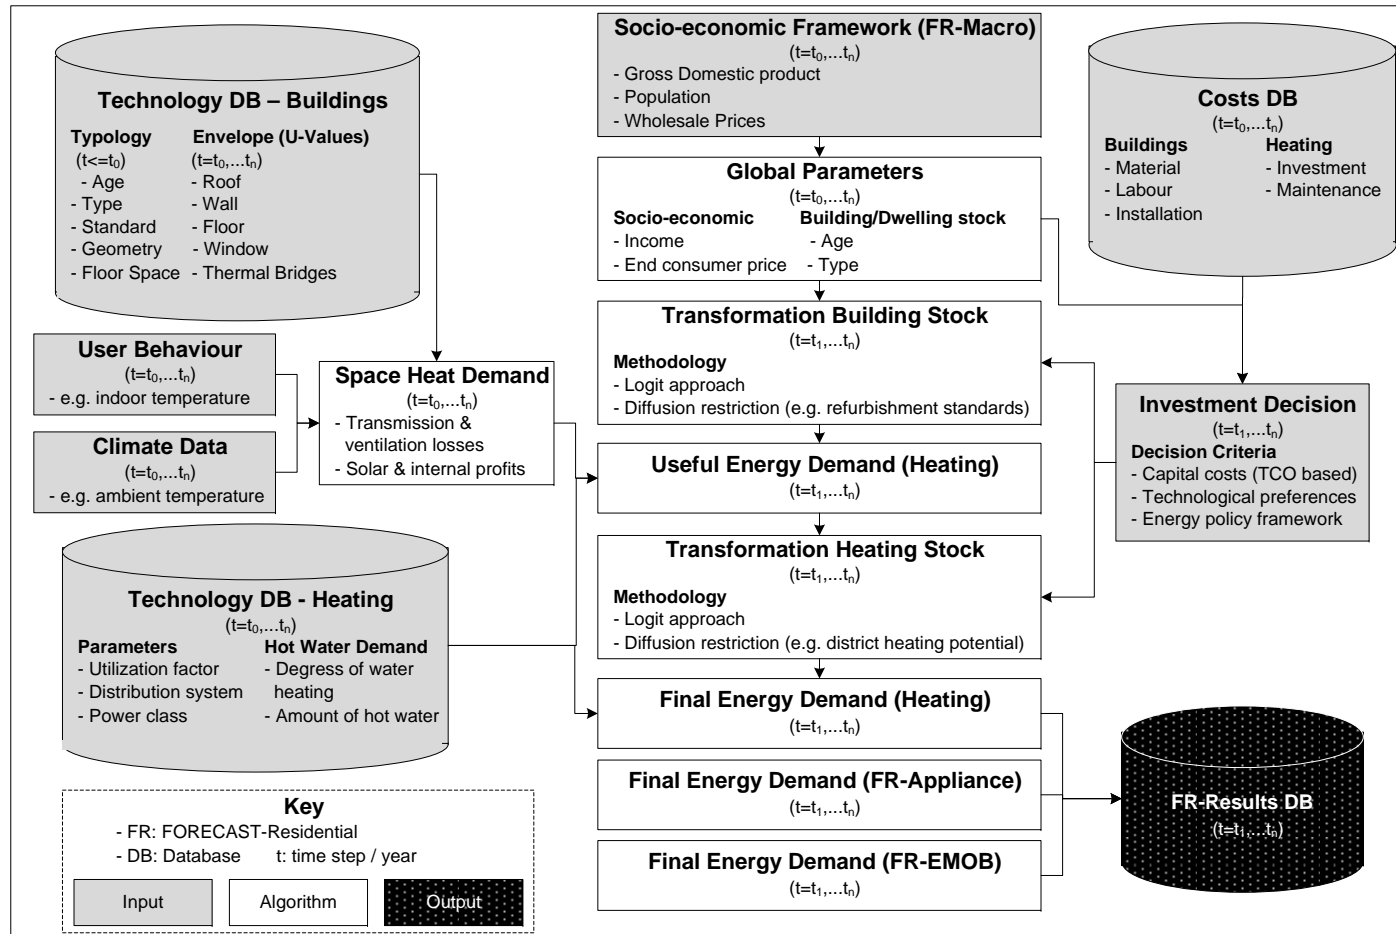 Technology DB – Buildings
Typology
(t<=t0)
- Age
- Type
- Standard
- Geometry
- Floor Space
Envelope (U-Values)
(t=t0,...tn)
- Roof
- Wall
- Floor
- Window
- Thermal Bridges
Socio-economic Framework (FR-Macro)
(t=t0,...tn)
- Gross Domestic product
- Population
- Wholesale Prices
Costs DB
(t=t0,...tn)
Buildings
- Material
- Labour
- Installation
Heating
- Investment
- Maintenance
Global Parameters
(t=t0,...tn)
Socio-economic
- Income
- End consumer price
Building/Dwelling stock
- Age
- Type
Transformation Building Stock
(t=t1,...tn)
Methodology
- Logit approach
- Diffusion restriction (e.g. refurbishment standards)
User Behaviour
(t=t0,...tn)
- e.g. indoor temperature
Climate Data
(t=t0,...tn)
- e.g. ambient temperature
Space Heat Demand
(t=t0,...tn)
- Transmission &
ventilation losses
- Solar & internal profits
Investment Decision
(t=t1,...tn)
Decision Criteria
- Capital costs (TCO based)
- Technological preferences
- Energy policy framework
Useful Energy Demand (Heating)
(t=t1,...tn)
Transformation Heating Stock
(t=t1,...tn)
Methodology
- Logit approach
- Diffusion restriction (e.g. district heating potential)
Technology DB - Heating
(t=t0,...tn)
Parameters
- Utilization factor
- Distribution system
- Power class
Hot Water Demand
- Degress of water
heating
- Amount of hot water
Final Energy Demand (Heating)
(t=t1,...tn)
Final Energy Demand (FR-Appliance)
(t=t1,...tn)
Final Energy Demand (FR-EMOB)
(t=t1,...tn)
FR-Results DB
(t=t1,...tn)
Key
- FR: FORECAST-Residential
- DB: Database t: time step / year
Input
Algorithm
Output